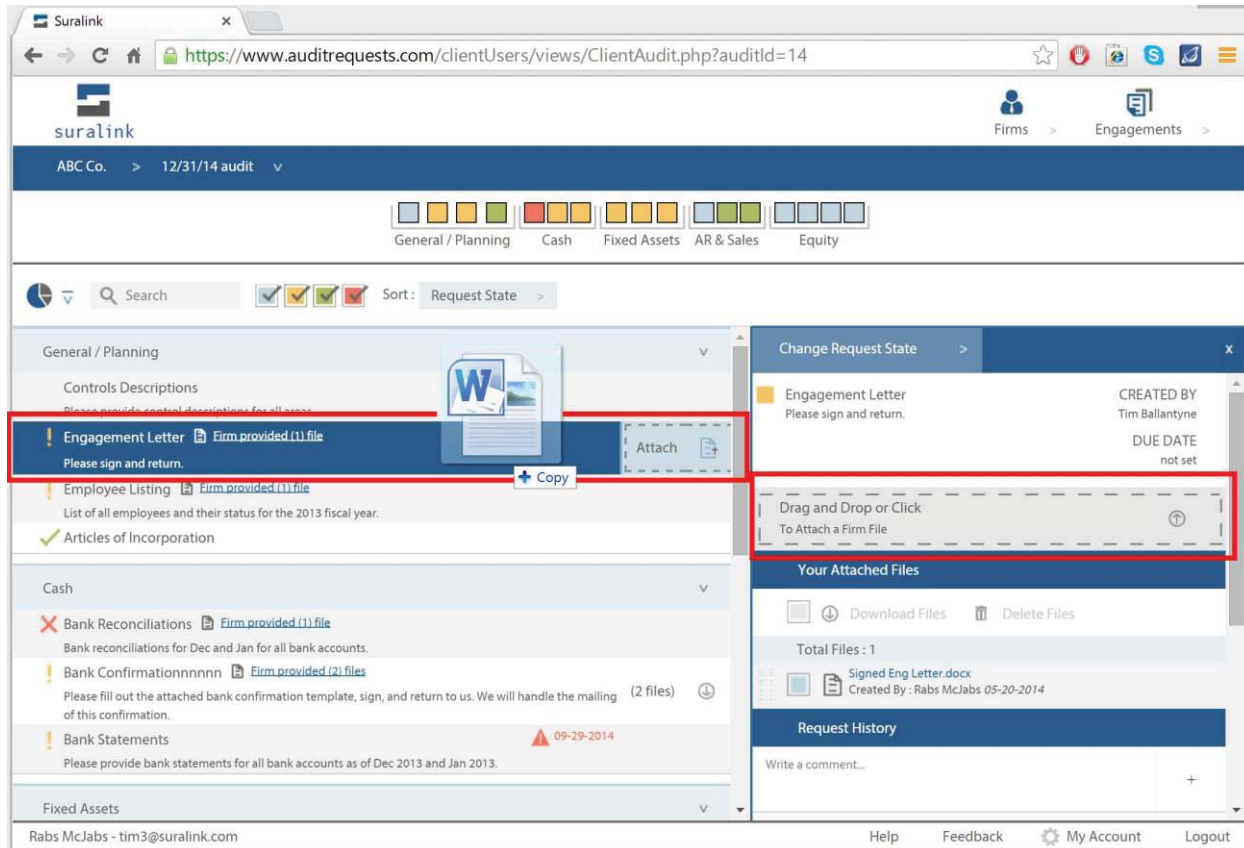 Suralink x
https://www.auditrequests.com/clientUsers/views/ClientAudit.php?auditId=14
suralink
Firms >
Engagements >
ABC Co. > 12/31/14 audit v
General / Planning
Cash
Fixed Assets
AR & Sales
Equity
Search
Sort : Request State >
General / Planning v
Controls Descriptions
Please provide control descriptions for all areas.
! Engagement Letter Firm provided (1) file
Please sign and return.
Attach
W
+ Copy
! Employee Listing Firm provided (1) file
List of all employees and their status for the 2013 fiscal year.
Articles of Incorporation
Cash v
Bank Reconciliations Firm provided (1) file
Bank reconciliations for Dec and Jan for all bank accounts.
! Bank Confirmationnnnnn Firm provided (2) files
Please fill out the attached bank confirmation template, sign, and return to us. We will handle the mailing
of this confirmation.
(2 files)
! Bank Statements
09-29-2014
Please provide bank statements for all bank accounts as of Dec 2013 and Jan 2013.
Fixed Assets v
Change Request State > x
Engagement Letter
Please sign and return.
CREATED BY
Tim Ballantyne
DUE DATE
not set
Drag and Drop or Click
To Attach a Firm File
Your Attached Files
Download Files
Delete Files
Total Files : 1
Signed Eng Letter.docx
Created By : Rabs McJabs 05-20-2014
Request History
Write a comment...
+
Rabs McJabs - tim3@suralink.com
Help
Feedback
My Account
Logout